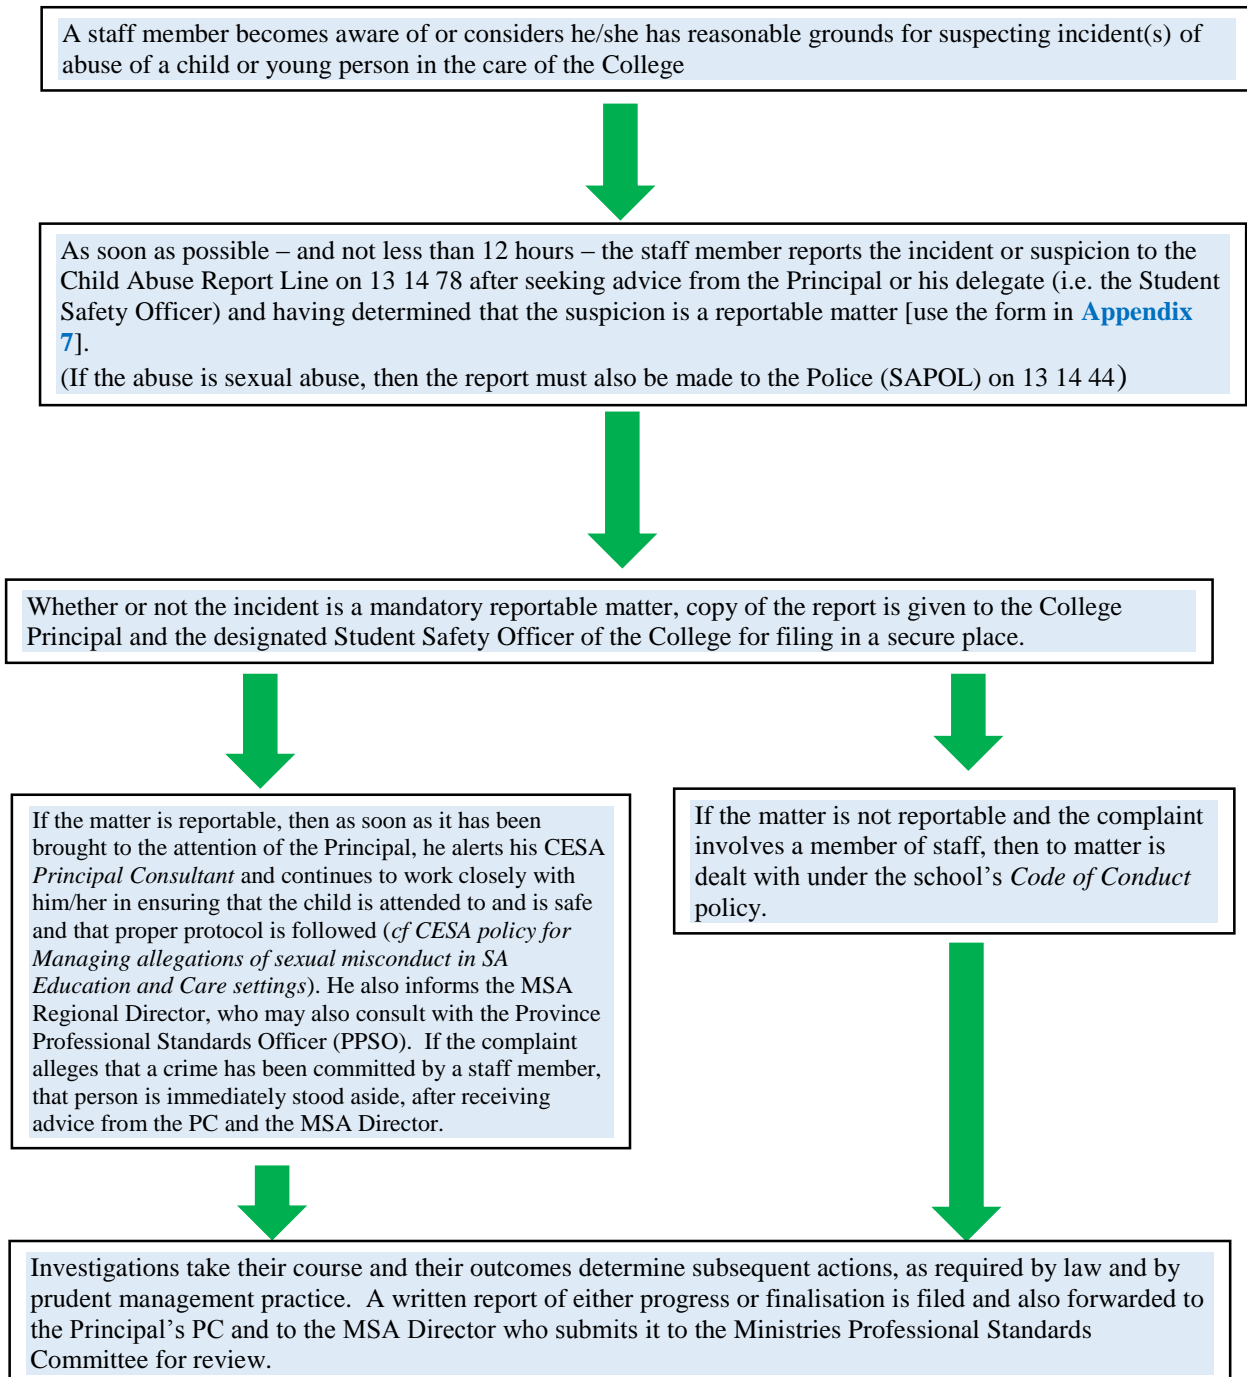 A staff member becomes aware of or considers he/she has reasonable grounds for suspecting incident(s) of
abuse of a child or young person in the care of the College
As soon as possible – and not less than 12 hours – the staff member reports the incident or suspicion to the
Child Abuse Report Line on 13 14 78 after seeking advice from the Principal or his delegate (i.e. the Student
Safety Officer) and having determined that the suspicion is a reportable matter [use the form in Appendix
7].
(If the abuse is sexual abuse, then the report must also be made to the Police (SAPOL) on 13 14 44)
Whether or not the incident is a mandatory reportable matter, copy of the report is given to the College
Principal and the designated Student Safety Officer of the College for filing in a secure place.
If the matter is reportable, then as soon as it has been
brought to the attention of the Principal, he alerts his CESA
Principal Consultant and continues to work closely with
him/her in ensuring that the child is attended to and is safe
and that proper protocol is followed (cf CESA policy for
Managing allegations of sexual misconduct in SA
Education and Care settings). He also informs the MSA
Regional Director, who may also consult with the Province
Professional Standards Officer (PPSO).  If the complaint
alleges that a crime has been committed by a staff member,
that person is immediately stood aside, after receiving
advice from the PC and the MSA Director.
If the matter is not reportable and the complaint
involves a member of staff, then to matter is
dealt with under the school's Code of Conduct
policy.
Investigations take their course and their outcomes determine subsequent actions, as required by law and by
prudent management practice.  A written report of either progress or finalisation is filed and also forwarded to
the Principal's PC and to the MSA Director who submits it to the Ministries Professional Standards
Committee for review.